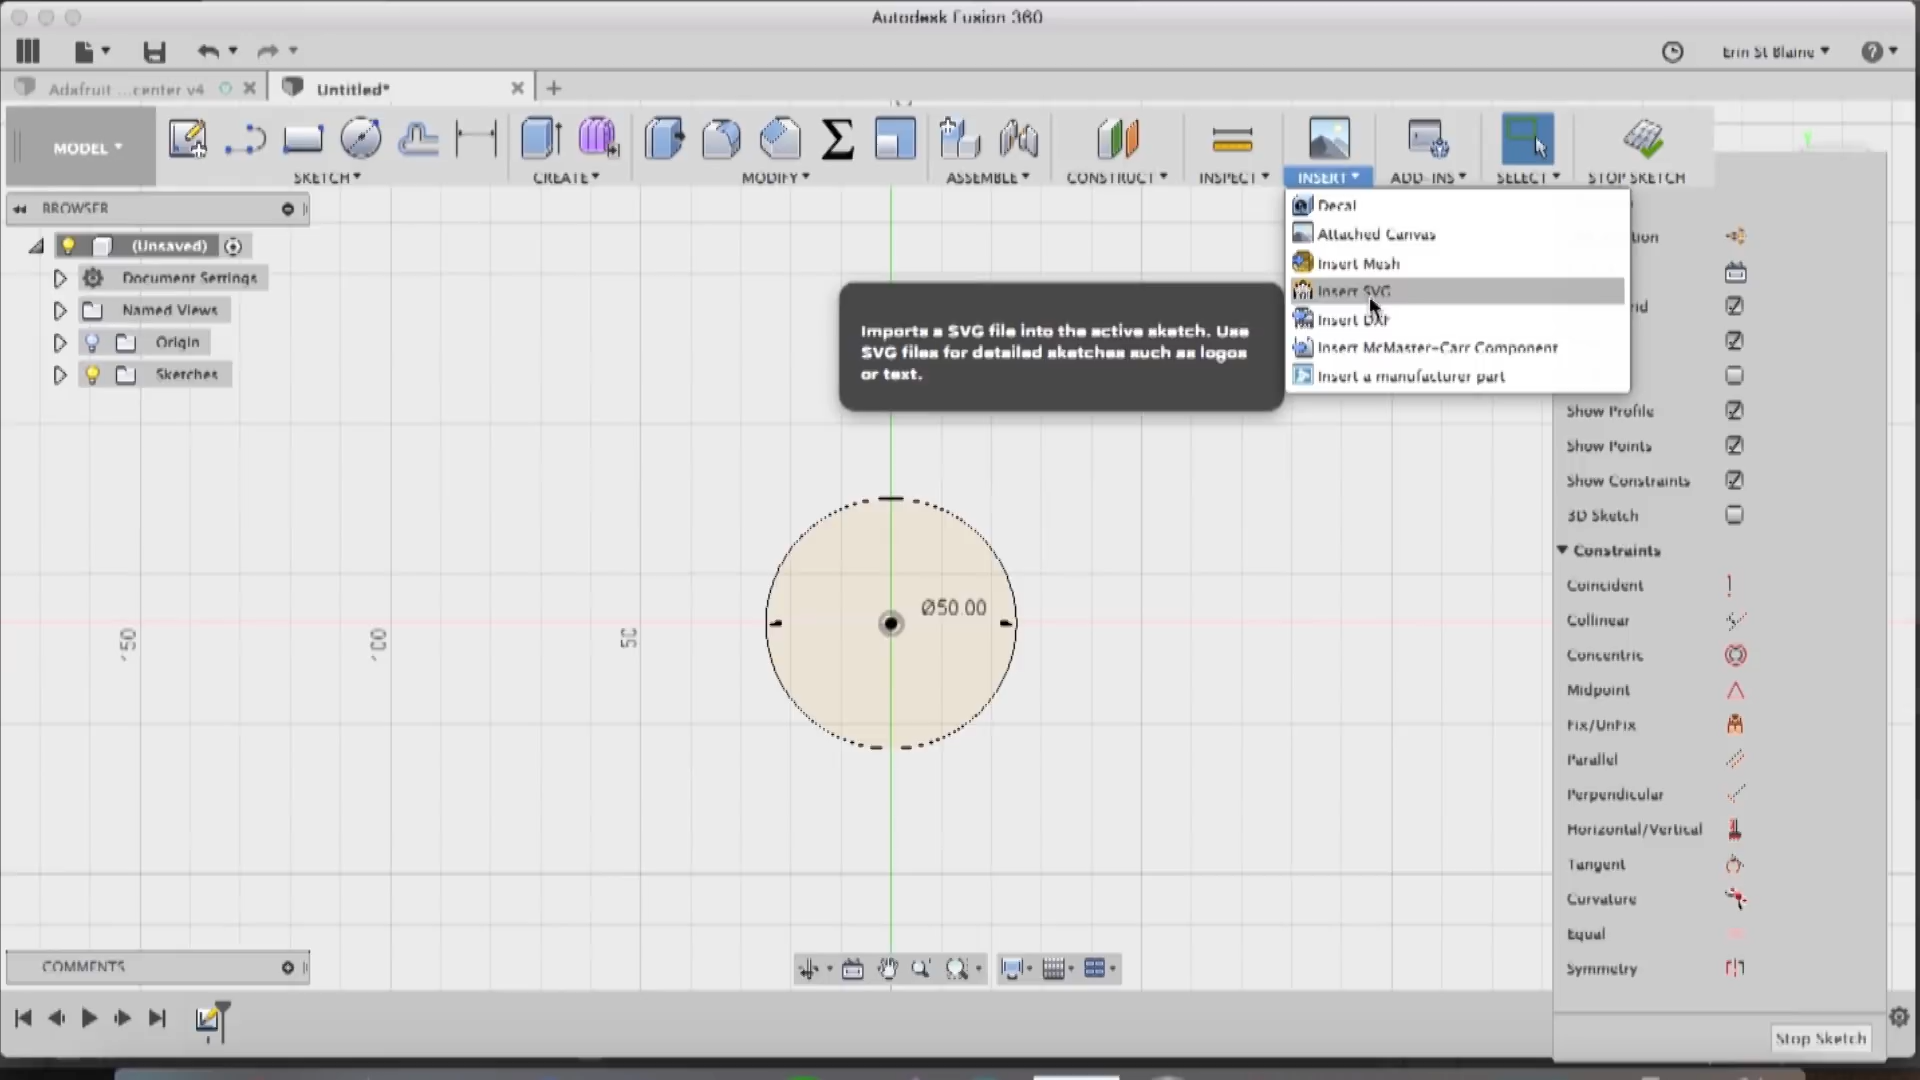 Autodesk Fusion 360
Erin St Blaine
Adafruit ...center v4
Untitled*
MODEL
SKETCH
CREATE
MODIFY
ASSEMBLE
CONSTRUCT
INSPECT
INSERT
ADD-INS
SELECT
STOP SKETCH
BROWSER
(Unsaved)
Document Settings
Named Views
Origin
Sketches
Decal
Attached Canvas
Insert Mesh
Insert SVG
Insert DXF
Insert McMaster-Carr Component
Insert a manufacturer part
Imports a SVG file into the active sketch. Use
SVG files for detailed sketches such as logos
or text.
Show Profile
Show Points
Show Constraints
3D Sketch
Constraints
Coincident
Collinear
Concentric
Midpoint
Fix/UnFix
Parallel
Perpendicular
Horizontal/Vertical
Tangent
Curvature
Equal
Symmetry
Ø50.00
50
COMMENTS
Stop Sketch